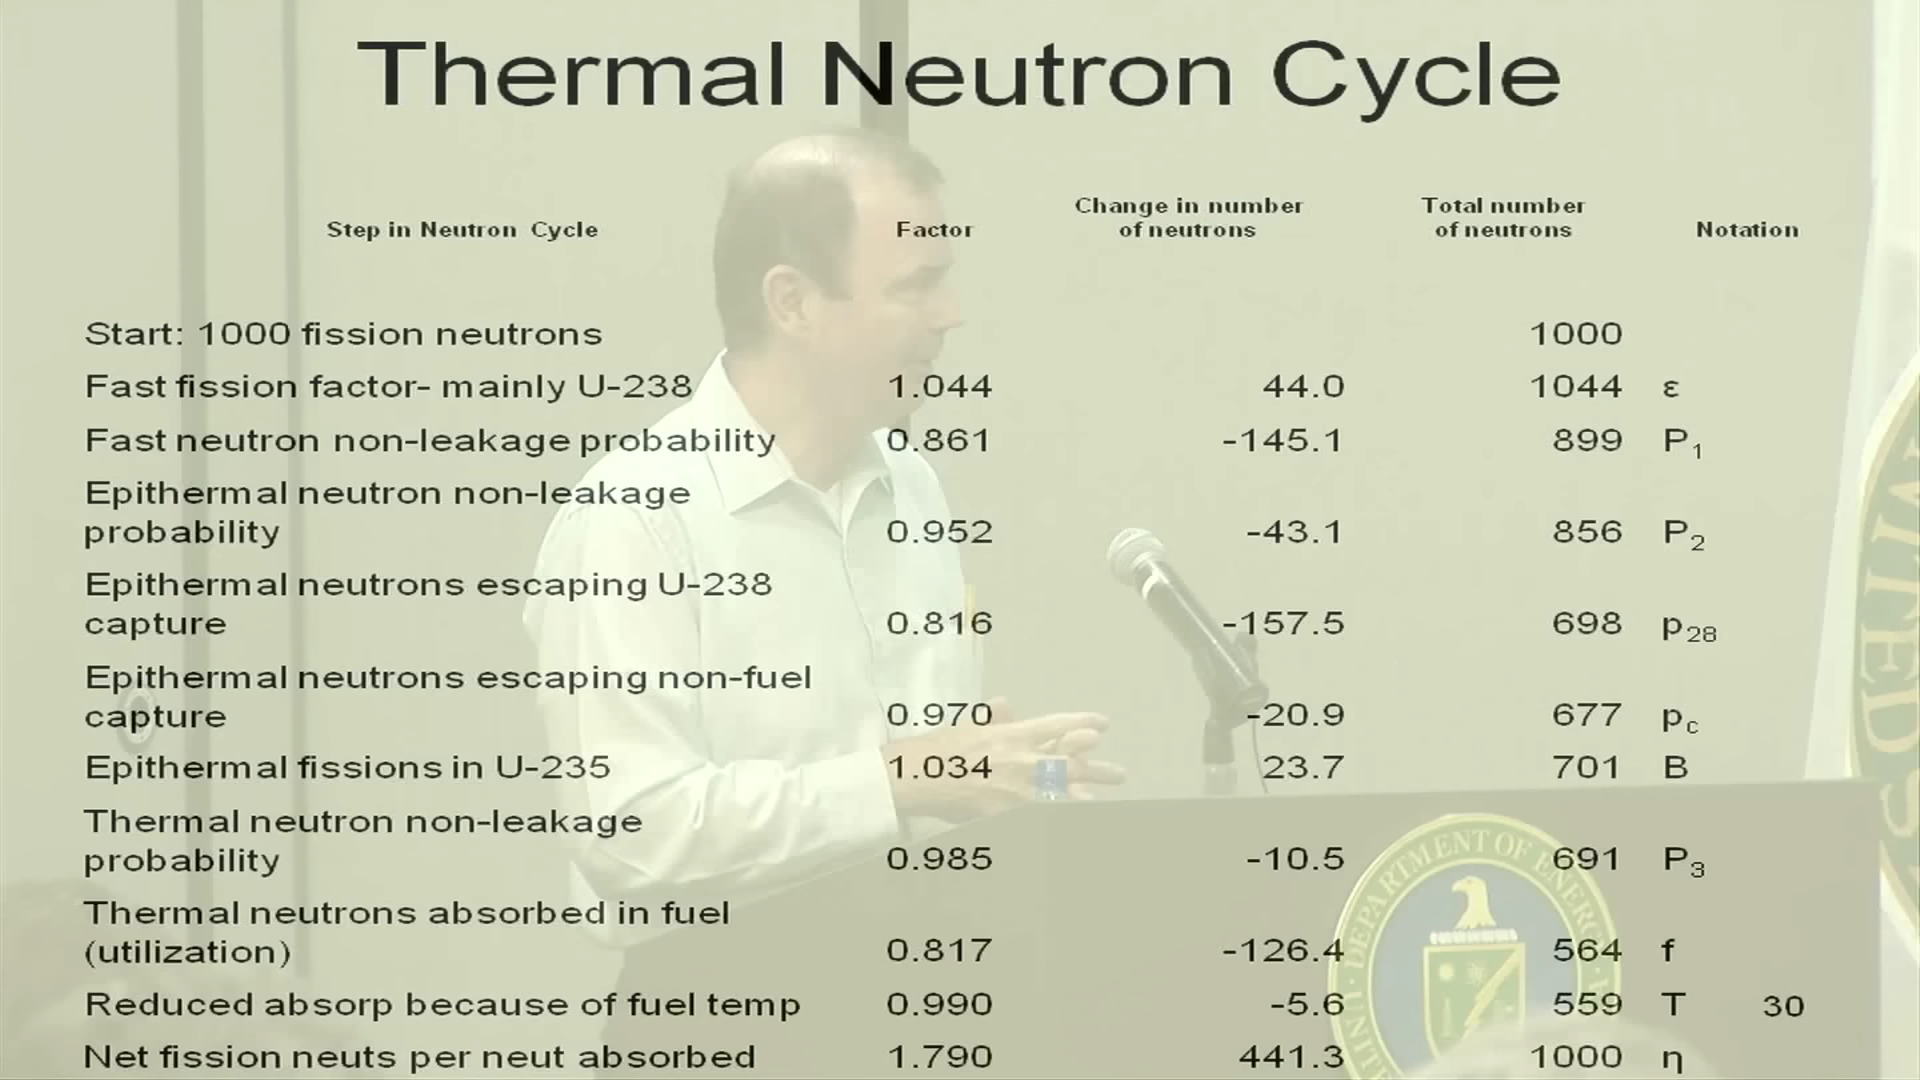 Thermal Neutron Cycle
Step in Neutron Cycle Factor Change in number of neutrons Total number of neutrons Notation
Start: 1000 fission neutrons 1000
Fast fission factor- mainly U-238 1.044 44.0 1044 ε
Fast neutron non-leakage probability 0.861 -145.1 899 P₁
Epithermal neutron non-leakage
probability 0.952 -43.1 856 P₂
Epithermal neutrons escaping U-238
capture 0.816 -157.5 698 p₂₈
Epithermal neutrons escaping non-fuel
capture 0.970 -20.9 677 p꜀
Epithermal fissions in U-235 1.034 23.7 701 B
Thermal neutron non-leakage
probability 0.985 -10.5 691 P₃
Thermal neutrons absorbed in fuel
(utilization) 0.817 -126.4 564 f
Reduced absorp because of fuel temp 0.990 -5.6 559 T 30
Net fission neuts per neut absorbed 1.790 441.3 1000 η
DEPARTMENT OF ENERGY